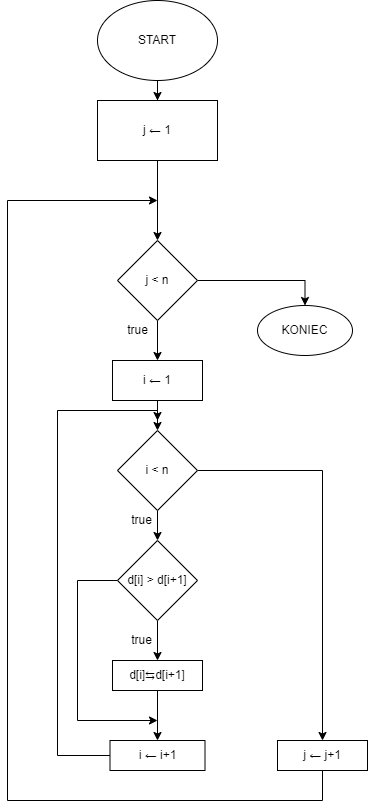 START
j ← 1
j < n
true
KONIEC
i ← 1
i < n
true
d[i] > d[i+1]
true
d[i]⇆d[i+1]
i ← i+1
j ← j+1